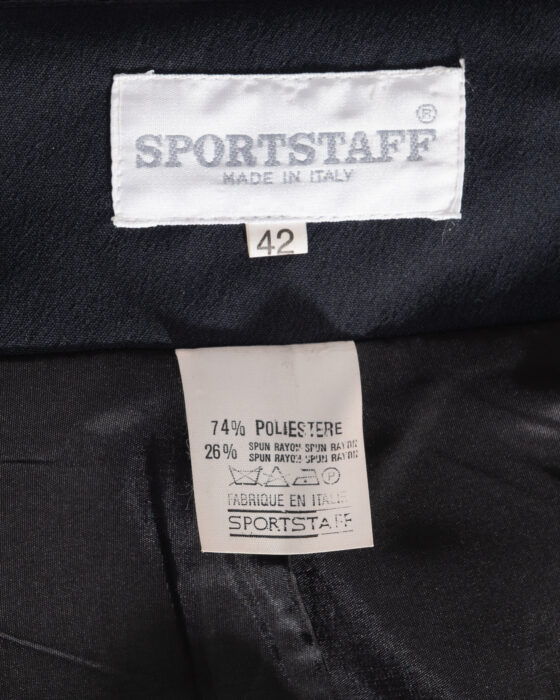 SPORTSTAFF ®
MADE IN ITALY
42
74% POLIESTERE
26% SPUN RAYON SPUN RAYON
SPUN RAYON SPUN RAYON
P
FABRIQUE EN ITALIE
SPORTSTAFF